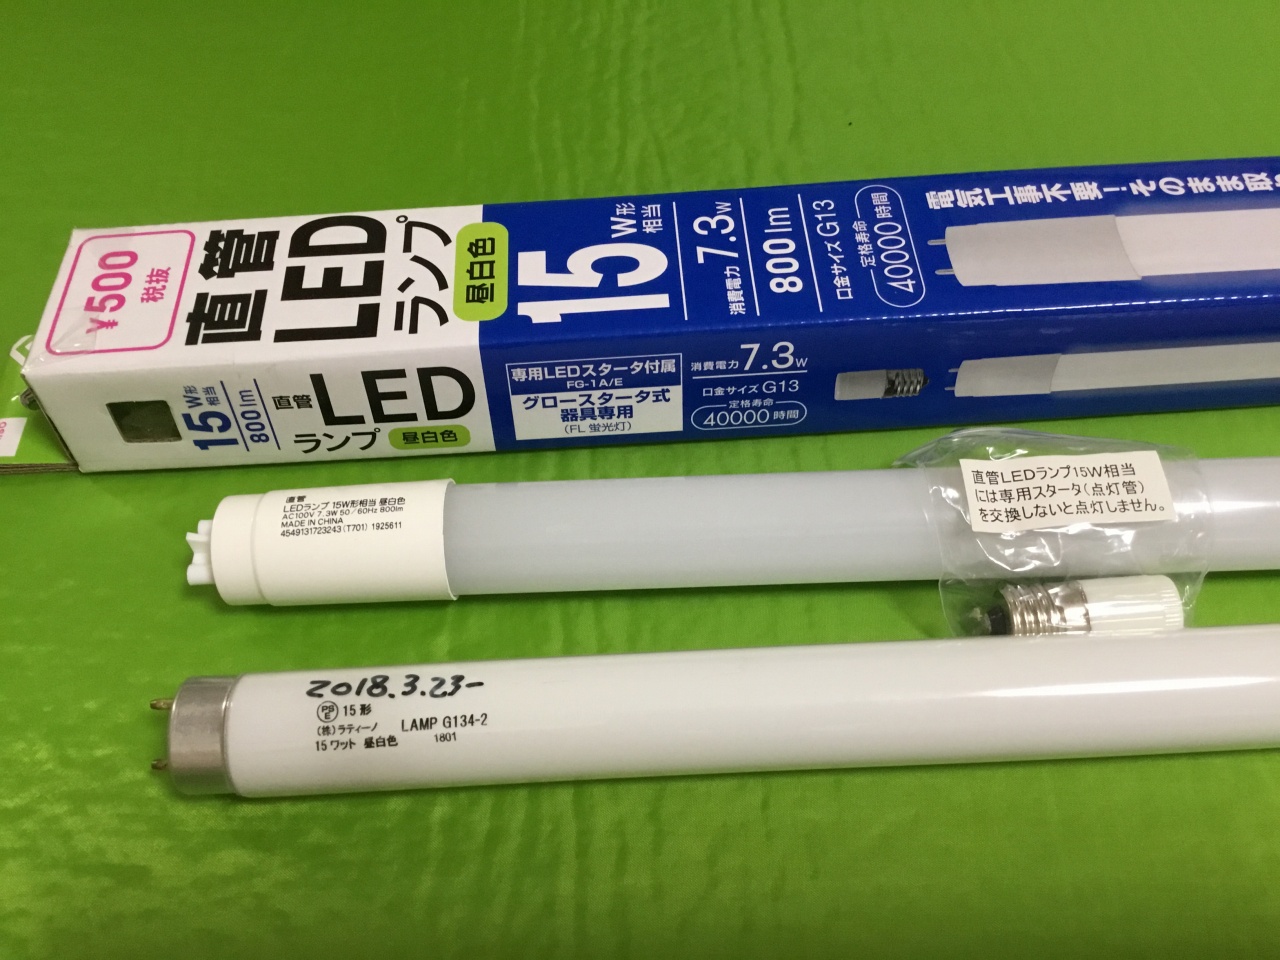 ¥500
税抜
直管
LED
ランプ
昼白色
15W形
相当
消費電力 7.3W
800lm
口金サイズ G13
定格寿命
40000時間
電気工事不要!そのまま取
15W形
相当
800lm
直管
LED
ランプ
昼白色
専用LEDスタータ付属
FG-1A/E
グロースタータ式
器具専用
(FL 蛍光灯)
消費電力 7.3W
口金サイズ G13
定格寿命
40000時間
直管
LEDランプ 15W形相当 昼白色
AC100V 7.3W 50/60Hz 800lm
MADE IN CHINA
4549131723243 (T701) 1925611
直管LEDランプ15W相当
には専用スタータ(点灯管)
を交換しないと点灯しません。
2018.3.23-
PS
E
15形
(株)ラティーノ LAMP G134-2
15ワット 昼白色 1801